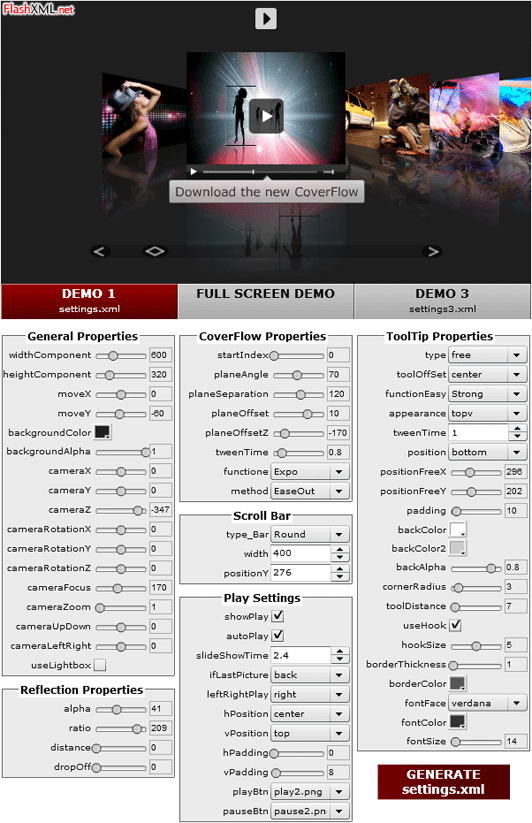 FlashXML.net
Download the new CoverFlow
DEMO 1
settings.xml
FULL SCREEN DEMO
DEMO 3
settings3.xml
General Properties
widthComponent 600
heightComponent 320
moveX 0
moveY -60
backgroundColor
backgroundAlpha 1
cameraX 0
cameraY 0
cameraZ -347
cameraRotationX 0
cameraRotationY 0
cameraRotationZ 0
cameraFocus 170
cameraZoom 1
cameraUpDown 0
cameraLeftRight 0
useLightbox
Reflection Properties
alpha 41
ratio 209
distance 0
dropOff 0
CoverFlow Properties
startIndex 0
planeAngle 70
planeSeparation 120
planeOffset 10
planeOffsetZ -170
tweenTime 0.8
functione Expo
method EaseOut
Scroll Bar
type_Bar Round
width 400
positionY 276
Play Settings
showPlay
autoPlay
slideShowTime 2.4
ifLastPicture back
leftRightPlay right
hPosition center
vPosition top
hPadding 0
vPadding 8
playBtn play2.png
pauseBtn pause2.pn
ToolTip Properties
type free
toolOffSet center
functionEasy Strong
appearance topv
tweenTime 1
position bottom
positionFreeX 296
positionFreeY 202
padding 10
backColor
backColor2
backAlpha 0.8
cornerRadius 3
toolDistance 7
useHook
hookSize 5
borderThickness 1
borderColor
fontFace verdana
fontColor
fontSize 14
GENERATE
settings.xml